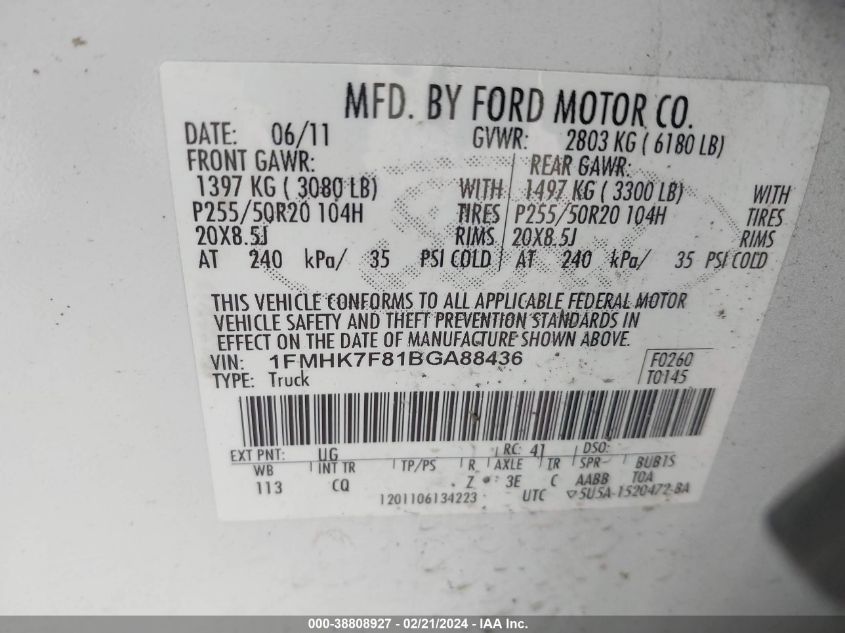 MFD. BY FORD MOTOR CO.
DATE: 06/11 GVWR: 2803 KG ( 6180 LB)
FRONT GAWR: REAR GAWR:
1397 KG ( 3080 LB) WITH 1497 KG ( 3300 LB) WITH
P255/50R20 104H TIRES P255/50R20 104H TIRES
20X8.5J RIMS 20X8.5J RIMS
AT 240 kPa/ 35 PSI COLD AT 240 kPa/ 35 PSI COLD
THIS VEHICLE CONFORMS TO ALL APPLICABLE FEDERAL MOTOR
VEHICLE SAFETY AND THEFT PREVENTION STANDARDS IN
EFFECT ON THE DATE OF MANUFACTURE SHOWN ABOVE.
VIN: 1FMHK7F81BGA88436 F0260
TYPE: Truck T0145
EXT PNT: UG RC: 41 DSO:
WB INT TR TP/PS R AXLE TR SPR BUB1S
113 CQ Z 3E C AABB TOA
1201106134223 UTC ▽5U5A-1520472-BA
000-38808927 - 02/21/2024 - IAA Inc.